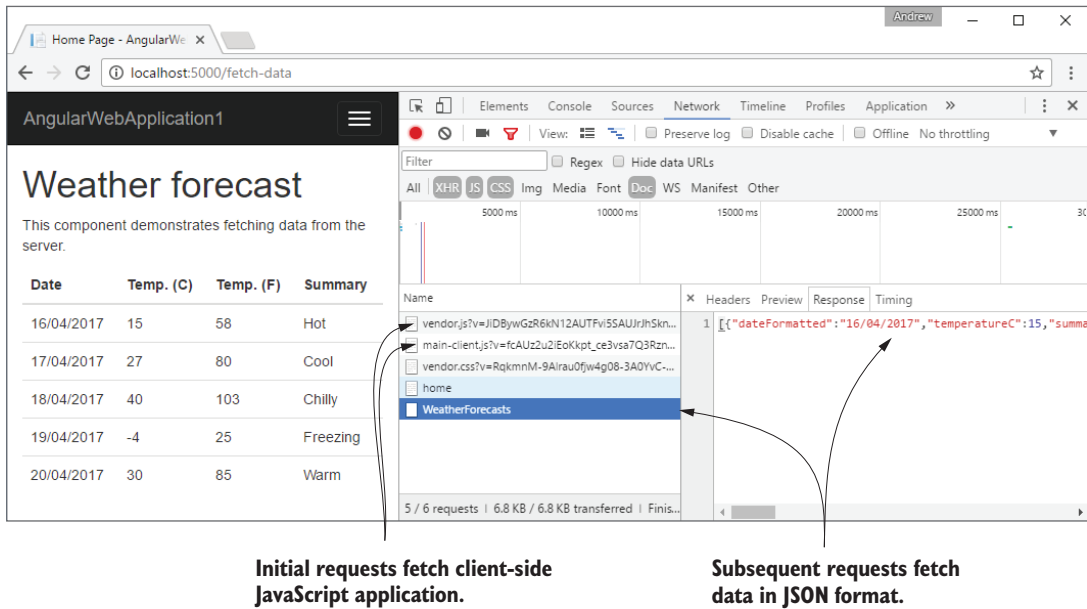 Andrew
Home Page - AngularWe
localhost:5000/fetch-data
AngularWebApplication1
Weather forecast
This component demonstrates fetching data from the
server.
Date Temp. (C) Temp. (F) Summary
16/04/2017 15 58 Hot
17/04/2017 27 80 Cool
18/04/2017 40 103 Chilly
19/04/2017 -4 25 Freezing
20/04/2017 30 85 Warm
Elements Console Sources Network Timeline Profiles Application »
View: Preserve log Disable cache Offline No throttling
Filter Regex Hide data URLs
All XHR JS CSS Img Media Font Doc WS Manifest Other
5000 ms 10000 ms 15000 ms 20000 ms 25000 ms 30
Name
vendor.js?v=JiDBywGzR6kN12AUTFvi5SAUJrJhSkn...
main-client.js?v=fcAUz2u2iEoKkpt_ce3vsa7Q3Rzn...
vendor.css?v=RqkmnM-9AIrau0fjw4g08-3A0YvC-...
home
WeatherForecasts
5 / 6 requests | 6.8 KB / 6.8 KB transferred | Finis...
× Headers Preview Response Timing
1 [{"dateFormatted":"16/04/2017","temperatureC":15,"summa
Initial requests fetch client-side
JavaScript application.
Subsequent requests fetch
data in JSON format.